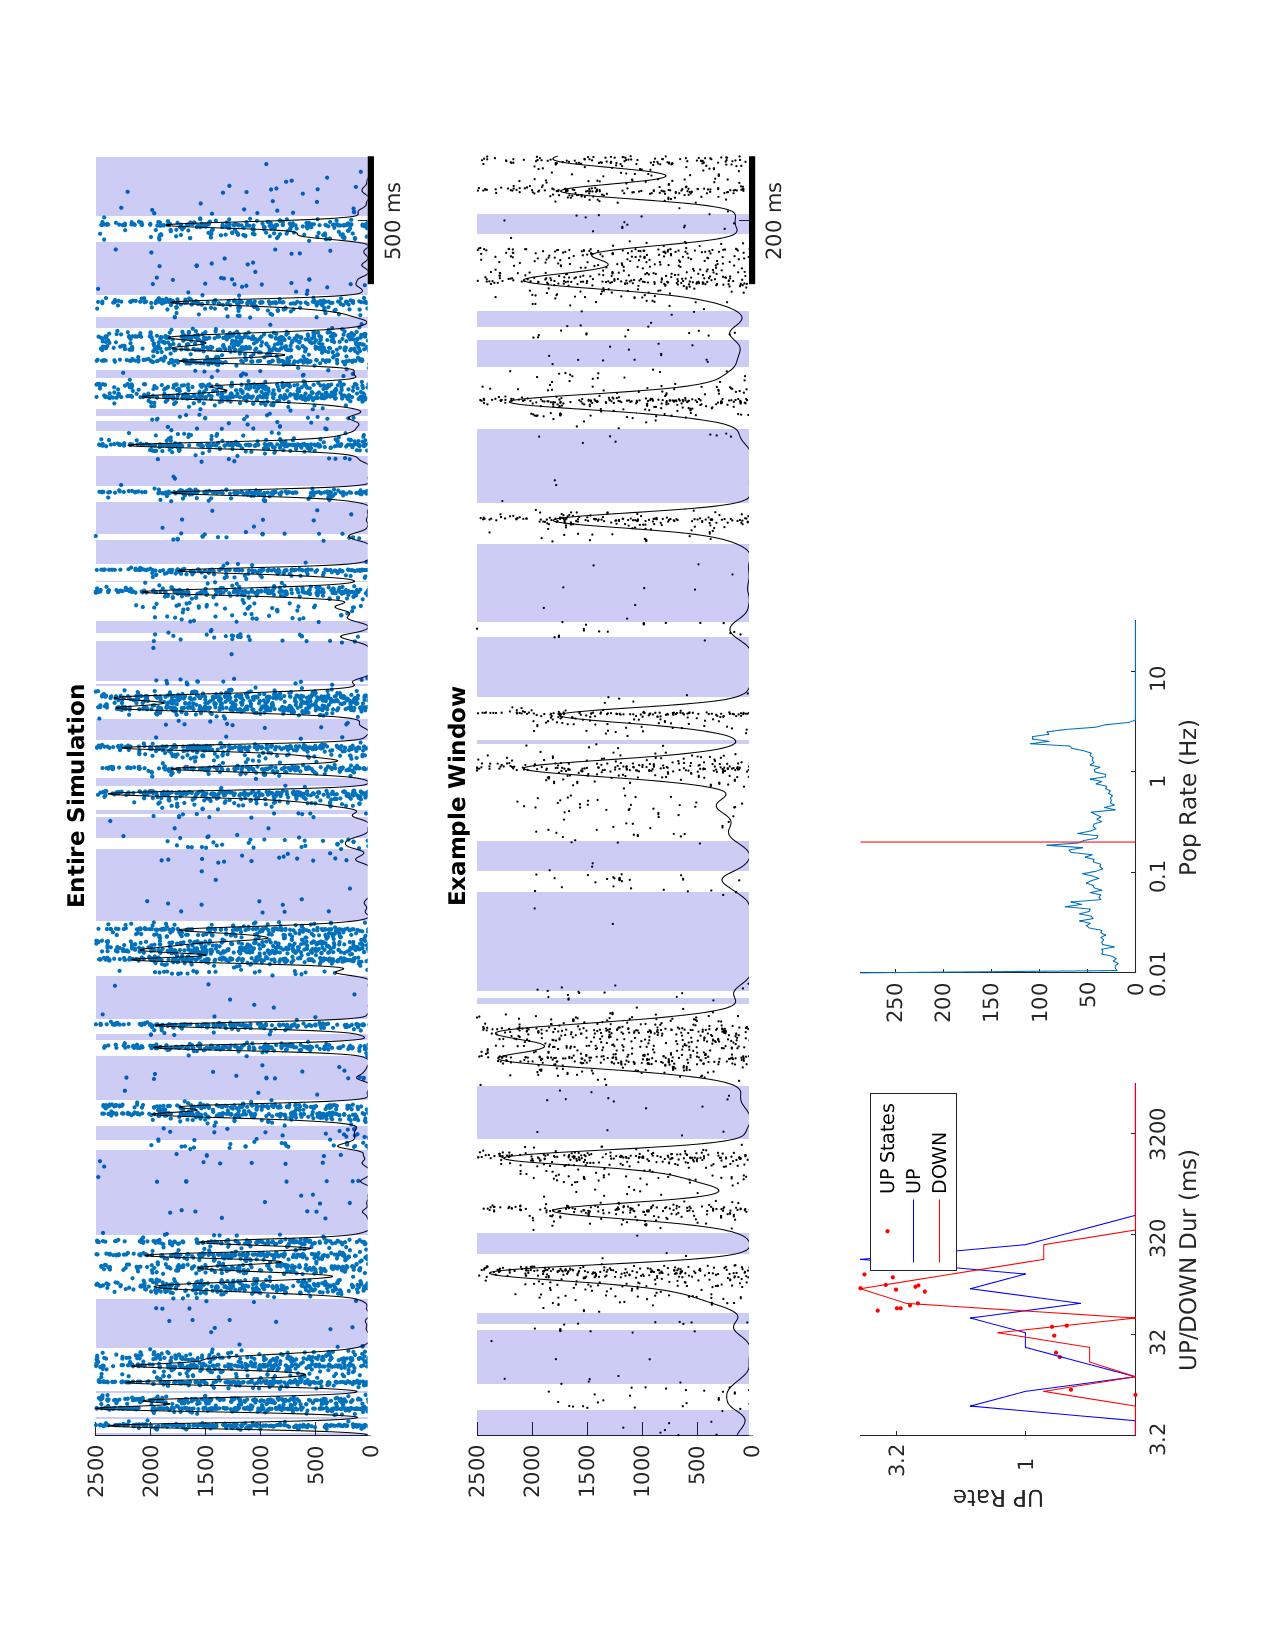 Entire Simulation
2500
2000
1500
1000
500
0
500 ms
Example Window
2500
2000
1500
1000
500
0
200 ms
UP Rate
3.2
1
UP States
UP
DOWN
3.2 32 320 3200
UP/DOWN Dur (ms)
250
200
150
100
50
0
0.01 0.1 1 10
Pop Rate (Hz)